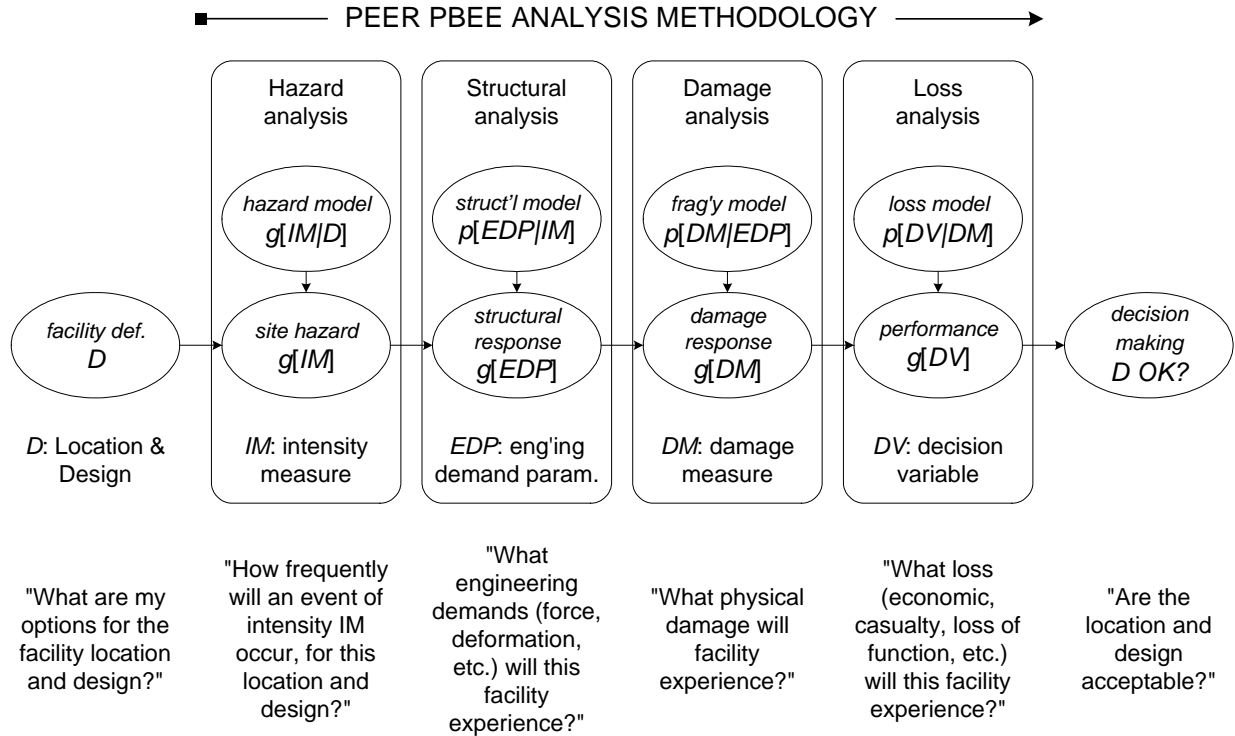 PEER PBEE ANALYSIS METHODOLOGY
Hazard
analysis
Structural
analysis
Damage
analysis
Loss
analysis
hazard model
g[IM|D]
struct'l model
p[EDP|IM]
frag'y model
p[DM|EDP]
loss model
p[DV|DM]
facility def.
D
site hazard
g[IM]
structural
response
g[EDP]
damage
response
g[DM]
performance
g[DV]
decision
making
D OK?
D: Location &
Design
IM: intensity
measure
EDP: eng'ing
demand param.
DM: damage
measure
DV: decision
variable
"What are my
options for the
facility location
and design?"
"How frequently
will an event of
intensity IM
occur, for this
location and
design?"
"What
engineering
demands (force,
deformation,
etc.) will this
facility
experience?"
"What physical
damage will
facility
experience?"
"What loss
(economic,
casualty, loss of
function, etc.)
will this facility
experience?"
"Are the
location and
design
acceptable?"